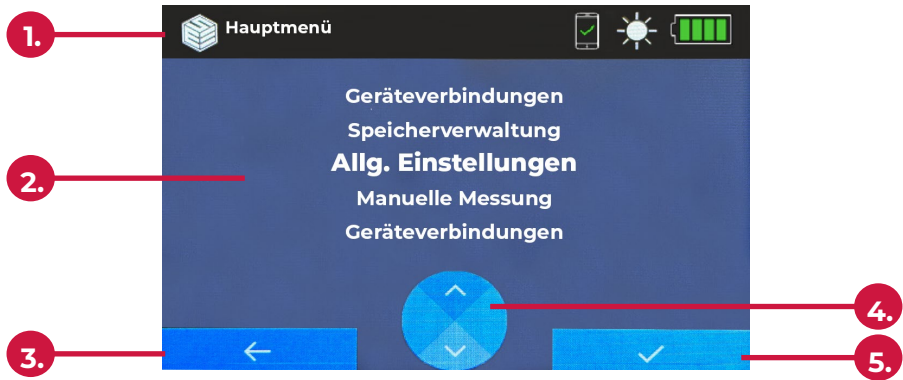 1.
Hauptmenü
Geräteverbindungen
Speicherverwaltung
Allg. Einstellungen
2.
Manuelle Messung
Geräteverbindungen
4.
3.
5.